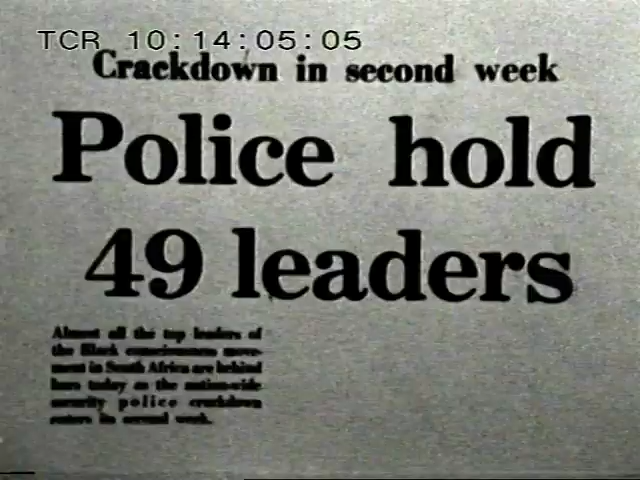 TCR 10:14:05:05
Crackdown in second week
Police hold
49 leaders
Almost all the top leaders of
the Black consciousness move-
ment in South Africa are behind
bars today as the nation-wide
security police crackdown
enters its second week.